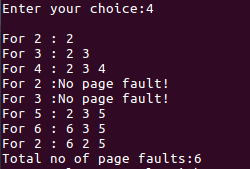 Enter your choice:4
For 2 : 2
For 3 : 2 3
For 4 : 2 3 4
For 2 :No page fault!
For 3 :No page fault!
For 5 : 2 3 5
For 6 : 6 3 5
For 2 : 6 2 5
Total no of page faults:6